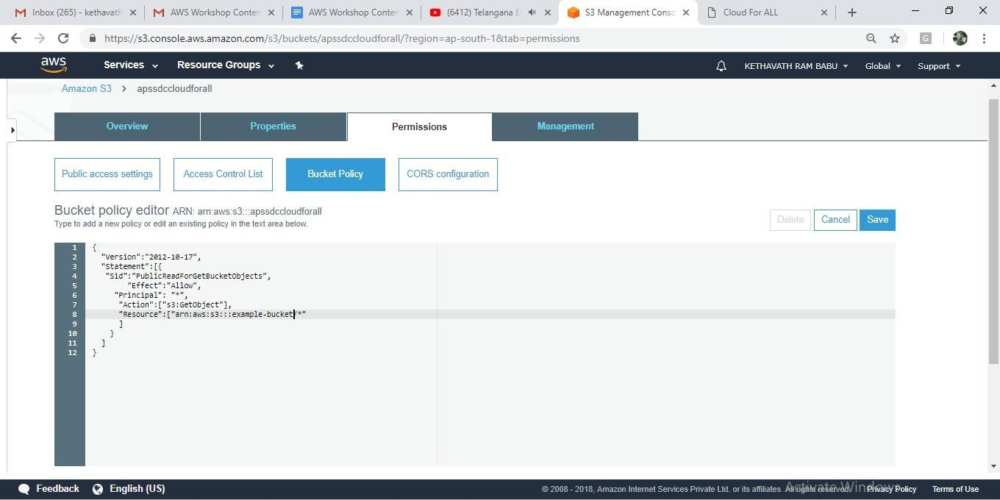 Inbox (265) - kethavath
AWS Workshop Conten
AWS Workshop Conten
(6412) Telangana El
S3 Management Conso
Cloud For ALL
https://s3.console.aws.amazon.com/s3/buckets/apssdccloudforall/?region=ap-south-1&tab=permissions
G
aws
Services
Resource Groups
KETHAVATH RAM BABU
Global
Support
Amazon S3 > apssdccloudforall
Overview
Properties
Permissions
Management
Public access settings
Access Control List
Bucket Policy
CORS configuration
Bucket policy editor ARN: arn:aws:s3:::apssdccloudforall
Type to add a new policy or edit an existing policy in the text area below.
Delete
Cancel
Save
1 {
2 "Version":"2012-10-17",
3 "Statement":[{
4 "Sid":"PublicReadForGetBucketObjects",
5 "Effect":"Allow",
6 "Principal": "*",
7 "Action":["s3:GetObject"],
8 "Resource":["arn:aws:s3:::example-bucket/*"
9 ]
10 }
11 ]
12 }
Feedback
English (US)
© 2008 - 2018, Amazon Internet Services Private Ltd. or its affiliates. All rights reserved.
Activate Windows
Privacy Policy
Terms of Use